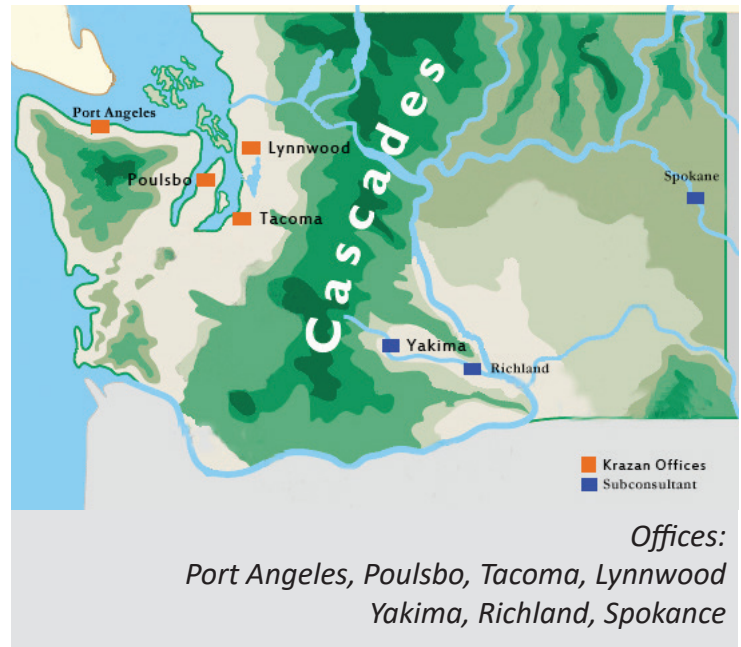 Port Angeles
Lynnwood
Poulsbo
Tacoma
Cascades
Spokane
Yakima
Richland
Krazan Offices
Subconsultant
Offices:
Port Angeles, Poulsbo, Tacoma, Lynnwood
Yakima, Richland, Spokance